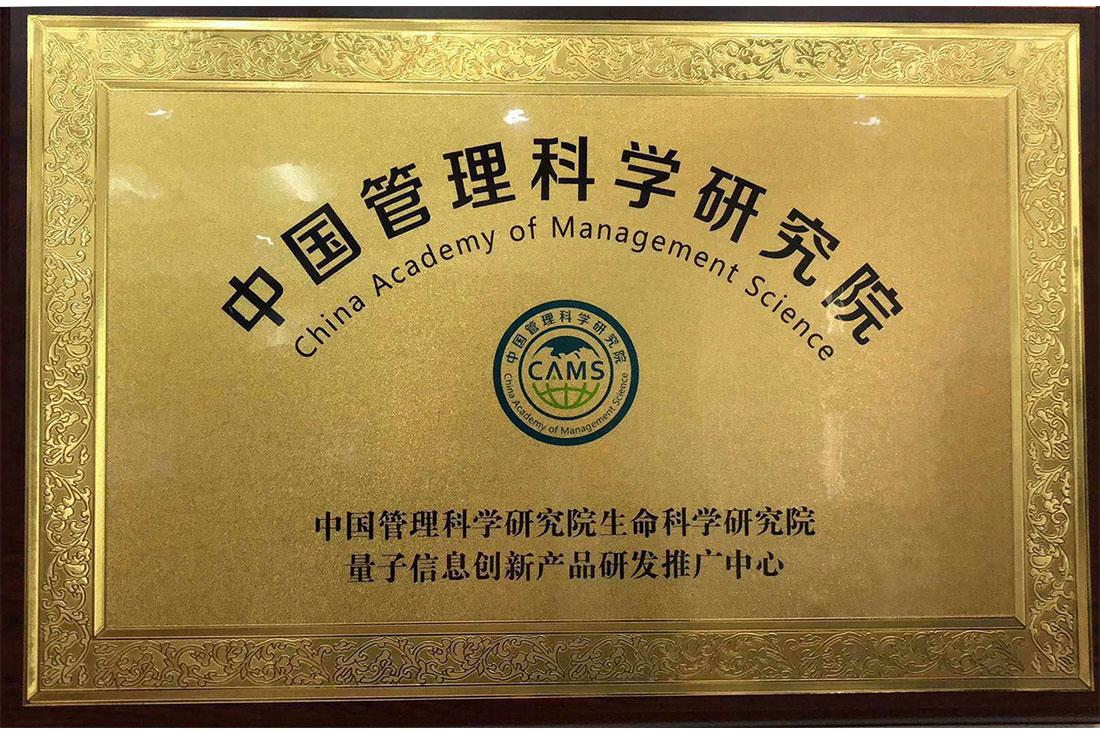 中国管理科学研究院
China Academy of Management Science
中国管理科学研究院
CAMS
China Academy of Management Science
中国管理科学研究院生命科学研究院
量子信息创新产品研发推广中心